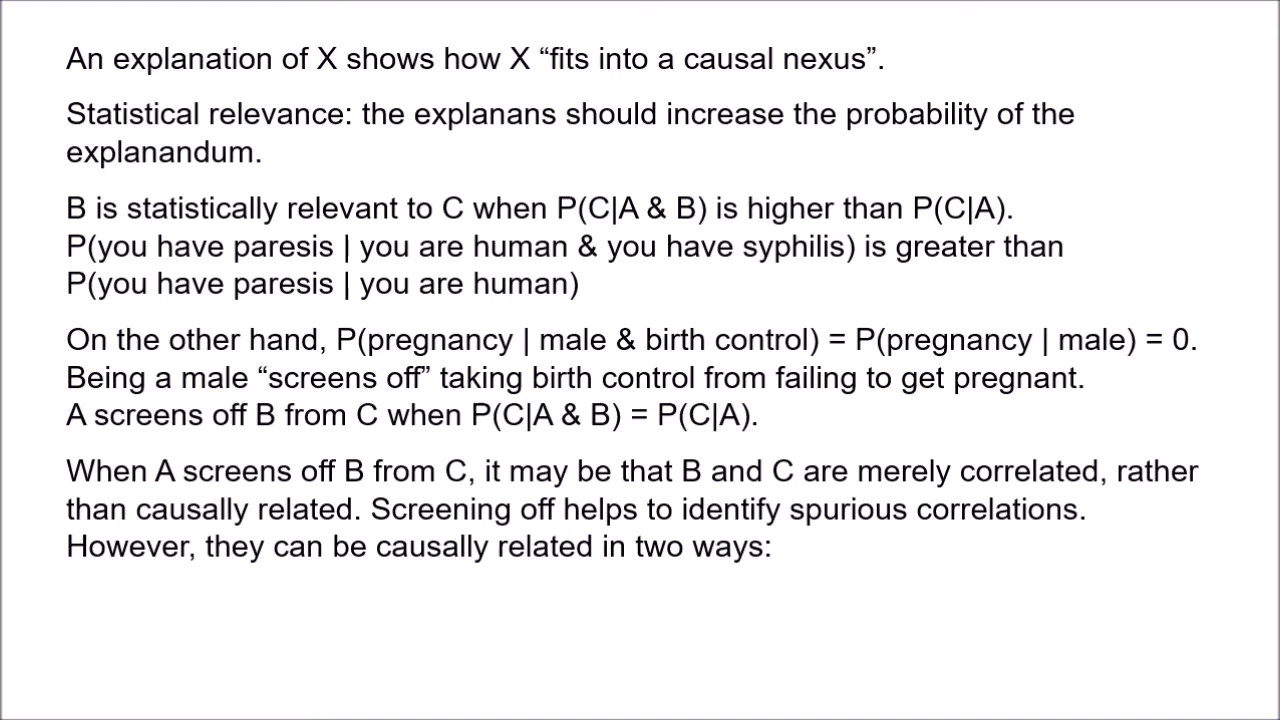 An explanation of X shows how X “fits into a causal nexus”.
Statistical relevance: the explanans should increase the probability of the
explanandum.
B is statistically relevant to C when P(C|A & B) is higher than P(C|A).
P(you have paresis | you are human & you have syphilis) is greater than
P(you have paresis | you are human)
On the other hand, P(pregnancy | male & birth control) = P(pregnancy | male) = 0.
Being a male “screens off” taking birth control from failing to get pregnant.
A screens off B from C when P(C|A & B) = P(C|A).
When A screens off B from C, it may be that B and C are merely correlated, rather
than causally related. Screening off helps to identify spurious correlations.
However, they can be causally related in two ways: